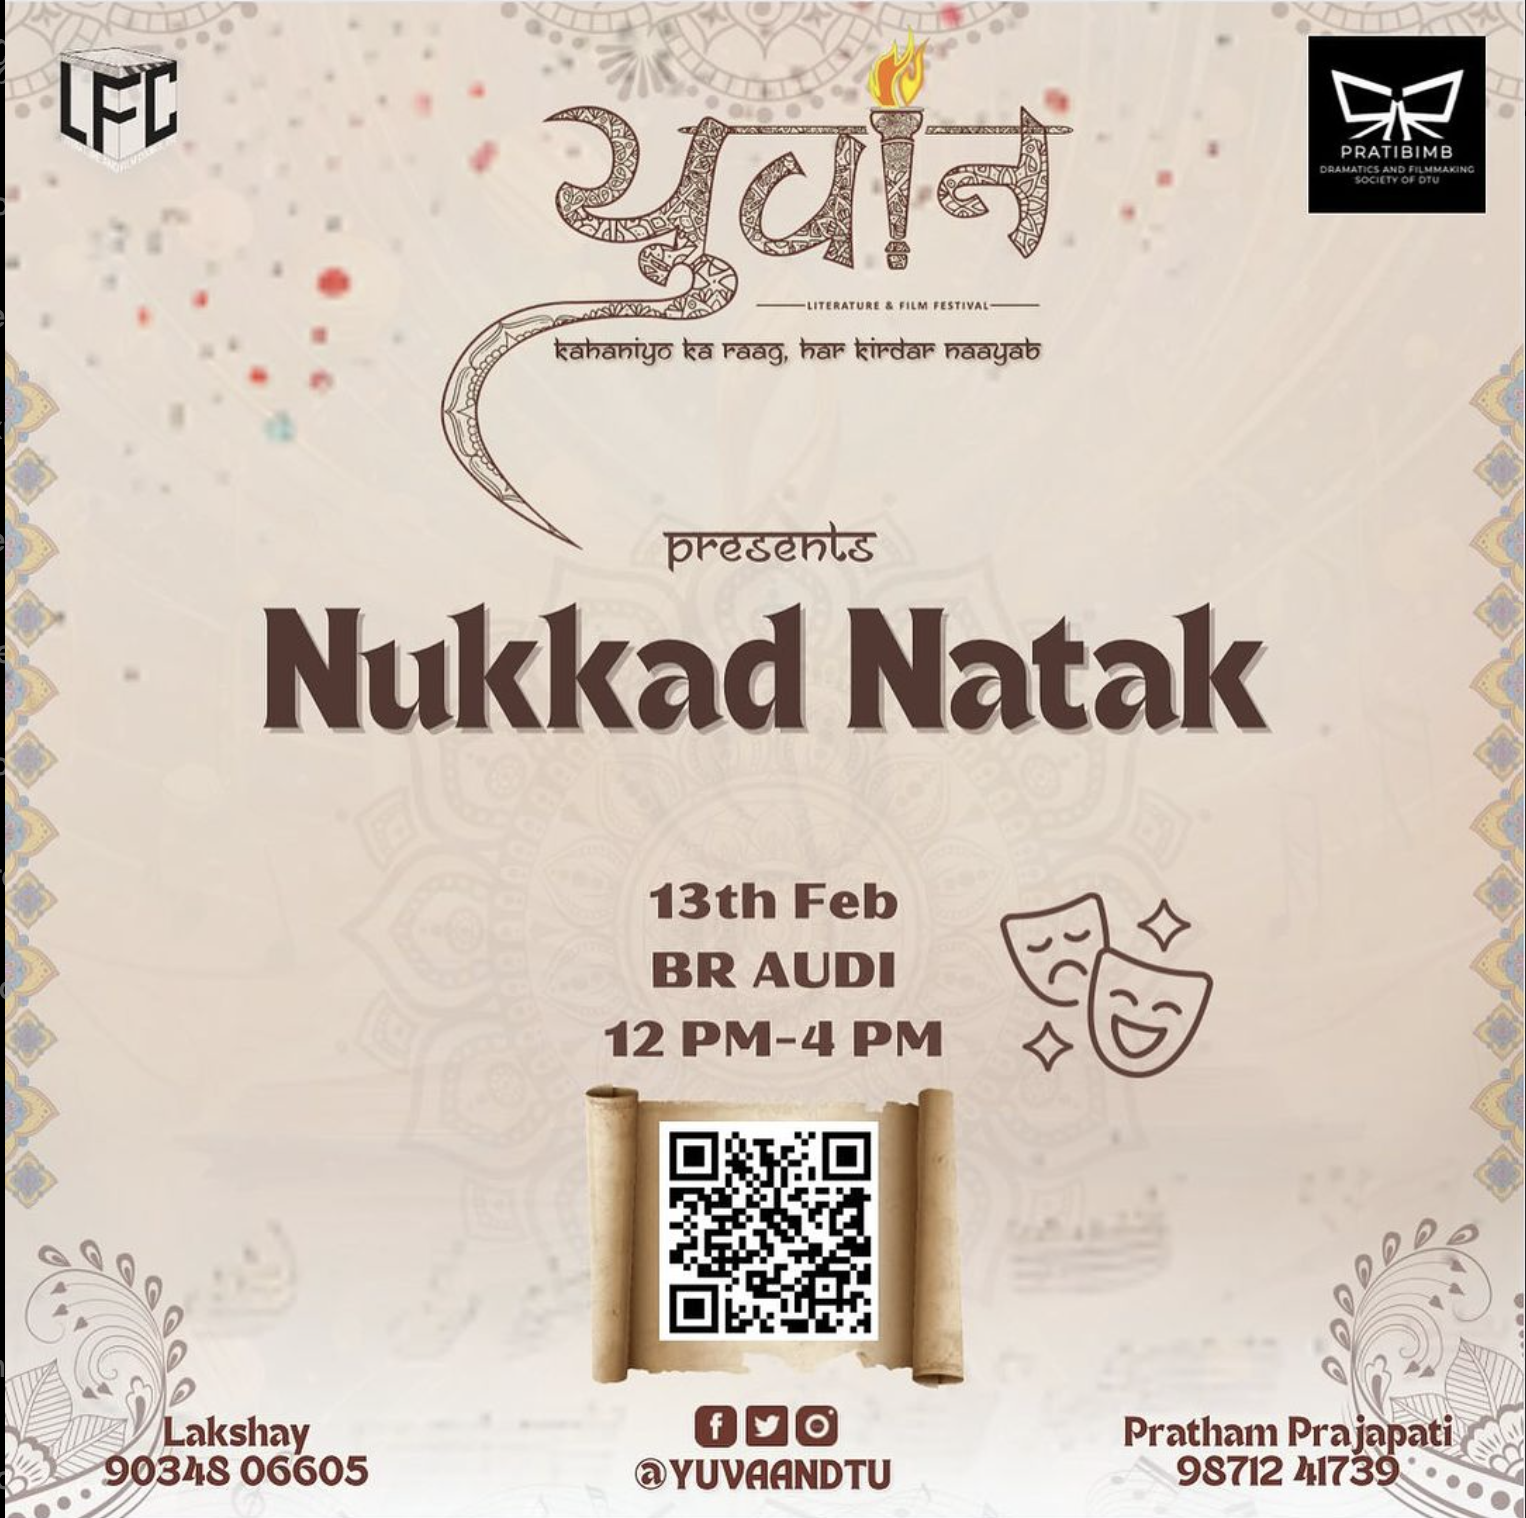 LFC
युवान
LITERATURE & FILM FESTIVAL
kahaniyo ka raag, har kirdar naayab
PRATIBIMB
DRAMATICS AND FILMMAKING
SOCIETY OF DTU
presents
Nukkad Natak
13th Feb
BR AUDI
12 PM-4 PM
Lakshay
90348 06605
@YUVAANDTU
Pratham Prajapati
98712 41739